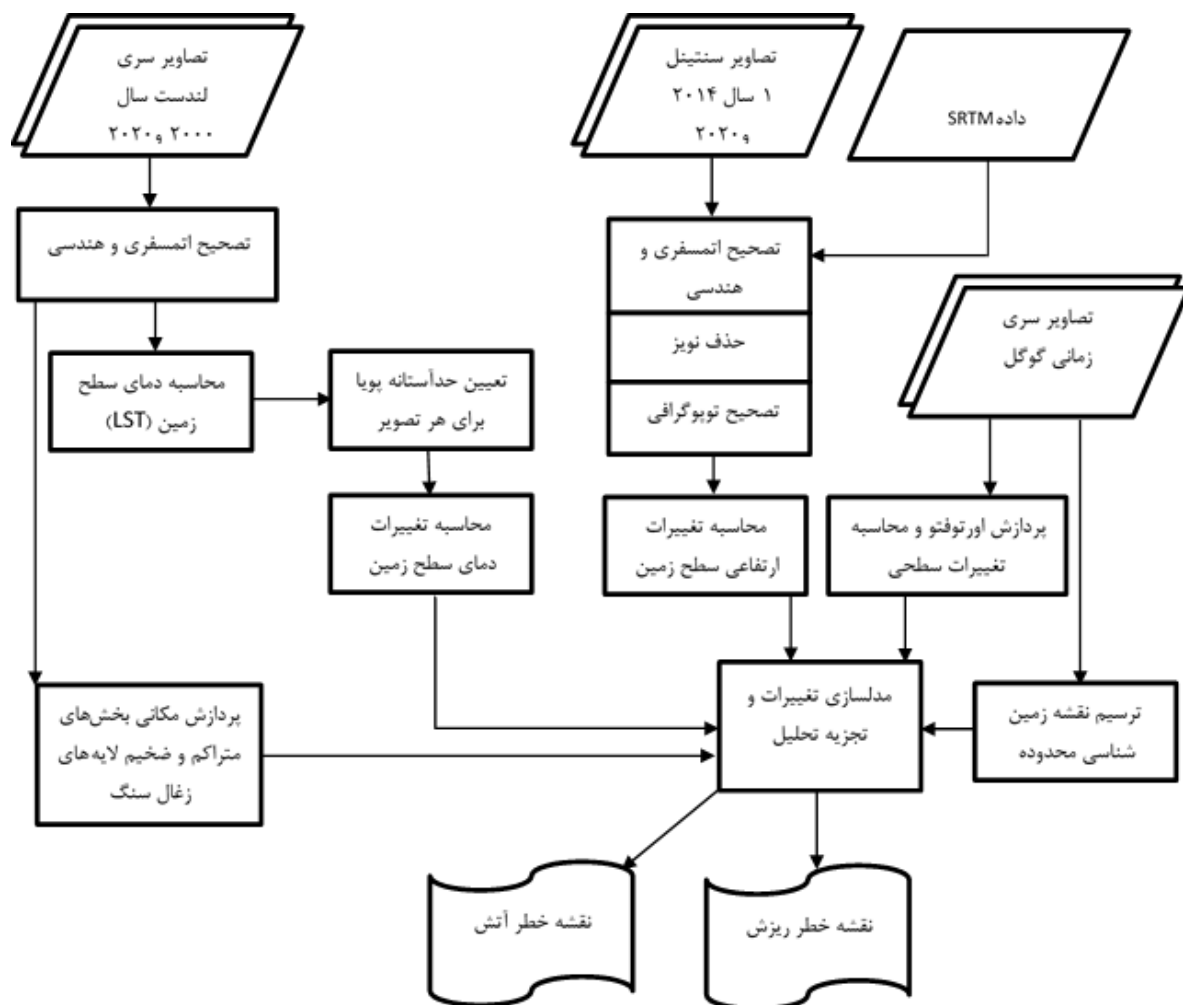 تصاویر سری
لندست سال
۲۰۰۰ و۲۰۲۰
تصاویر سنتینل
۱ سال ۲۰۱۴
و۲۰۲۰
داده SRTM
تصحیح اتمسفری و هندسی
تصحیح اتمسفری و
هندسی
حذف نویز
تصحیح توپوگرافی
تصاویر سری
زمانی گوگل
محاسبه دمای سطح
زمین (LST)
تعیین حدآستانه پویا
برای هر تصویر
محاسبه تغییرات
دمای سطح زمین
محاسبه تغییرات
ارتفاعی سطح زمین
پردازش اورتوفتو و محاسبه
تغییرات سطحی
پردازش مکانی بخش‌های
متراکم و ضخیم لایه‌های
زغال سنگ
مدلسازی تغییرات و
تجزیه تحلیل
ترسیم نقشه زمین
شناسی محدوده
نقشه خطر آتش
نقشه خطر ریزش